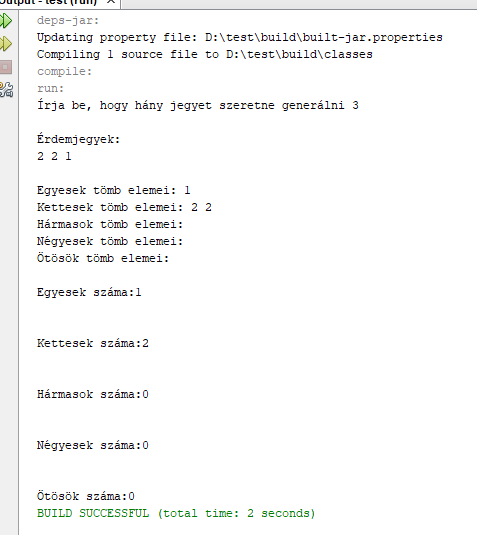 Output - test (run) ×
deps-jar:
Updating property file: D:\test\build\built-jar.properties
Compiling 1 source file to D:\test\build\classes
compile:
run:
Írja be, hogy hány jegyet szeretne generálni 3
Érdemjegyek:
2 2 1
Egyesek tömb elemei: 1
Kettesek tömb elemei: 2 2
Hármasok tömb elemei:
Négyesek tömb elemei:
Ötösök tömb elemei:
Egyesek száma:1
Kettesek száma:2
Hármasok száma:0
Négyesek száma:0
Ötösök száma:0
BUILD SUCCESSFUL (total time: 2 seconds)